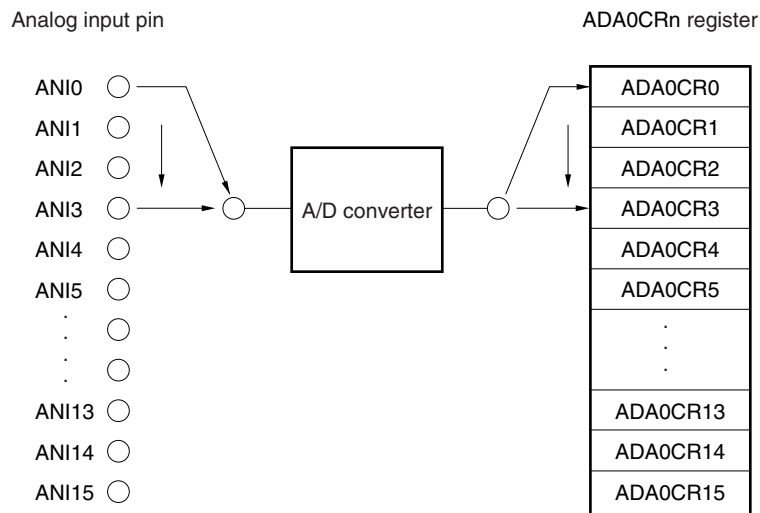 Analog input pin
ADA0CRn register
ANI0
ADA0CR0
ANI1
ADA0CR1
ANI2
ADA0CR2
ANI3
A/D converter
ADA0CR3
ANI4
ADA0CR4
ANI5
ADA0CR5
.
.
.
.
.
.
.
ANI13
ADA0CR13
ANI14
ADA0CR14
ANI15
ADA0CR15